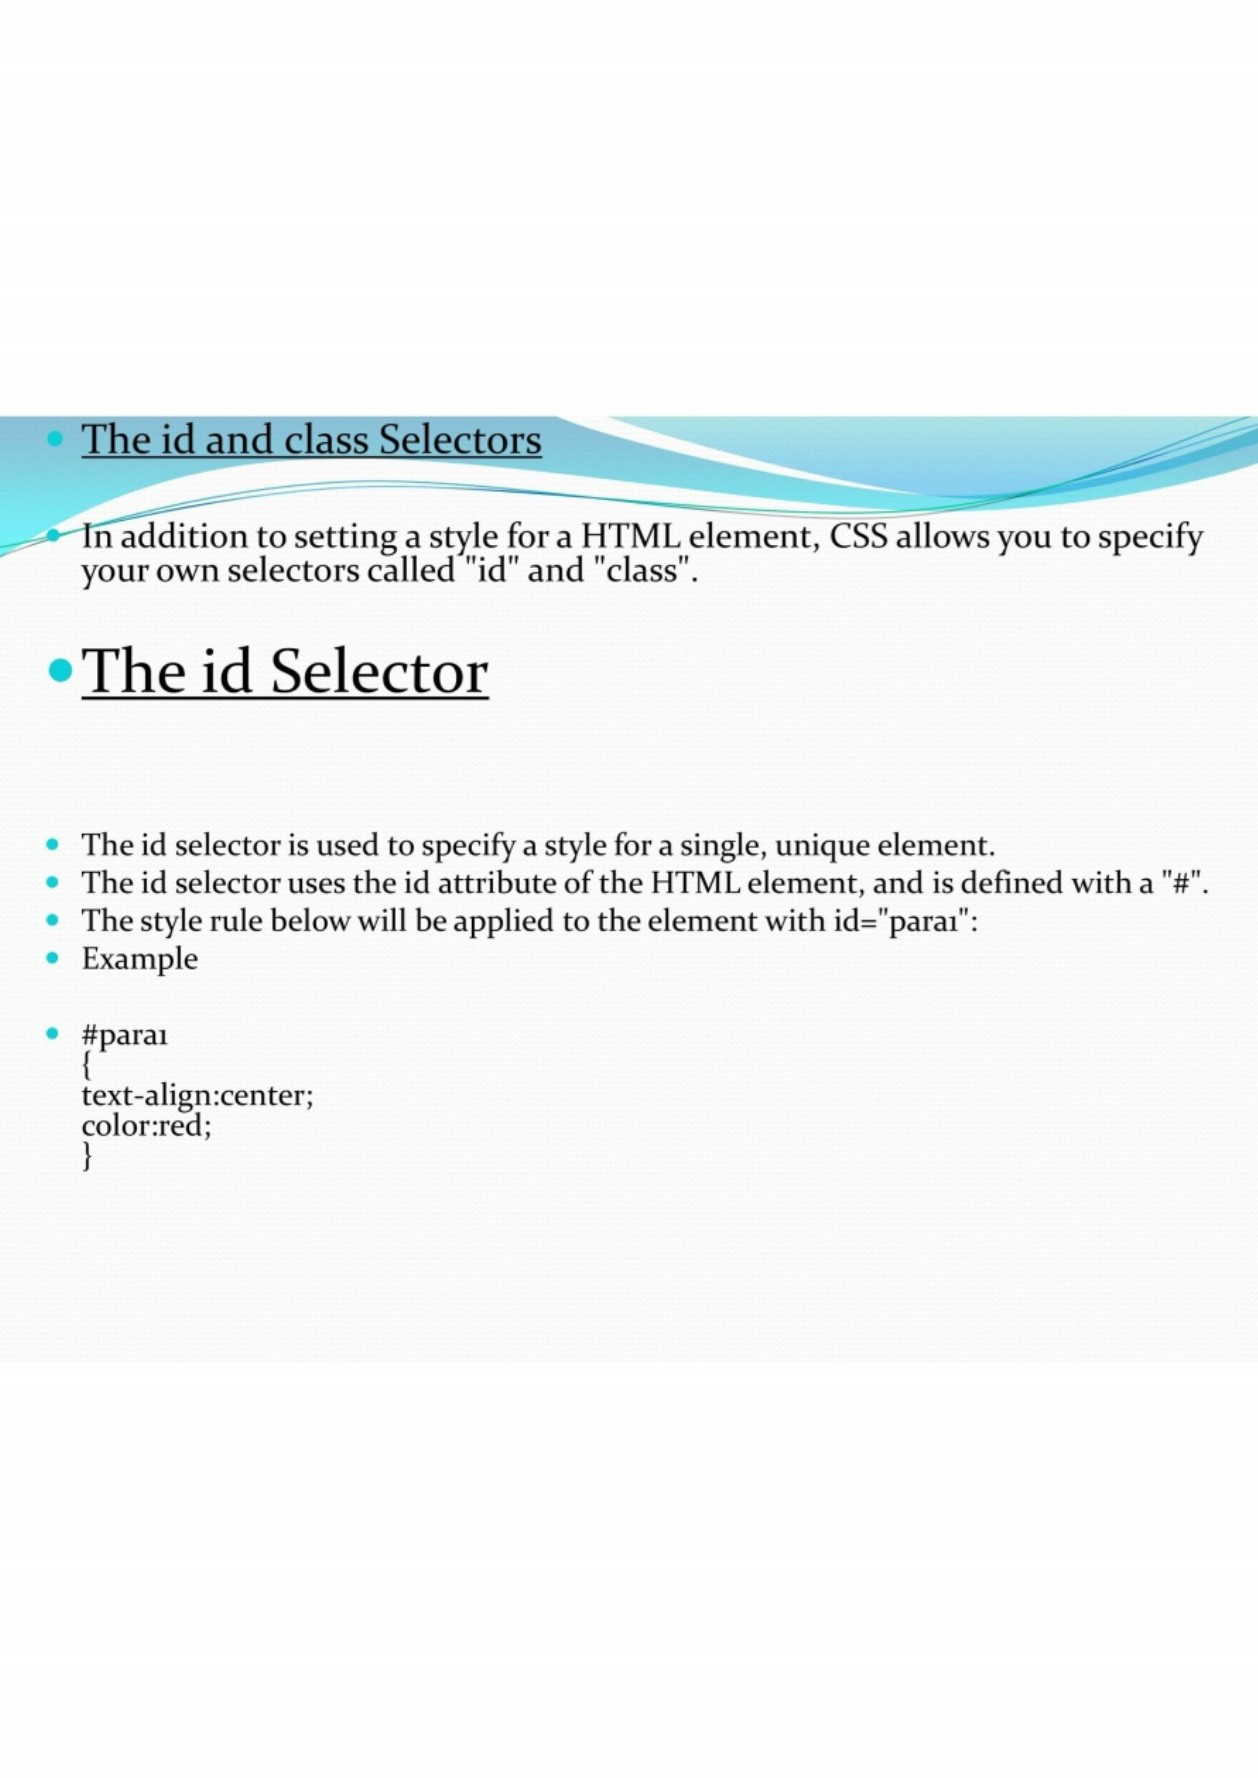 The id and class Selectors
In addition to setting a style for a HTML element, CSS allows you to specify
your own selectors called "id" and "class".
The id Selector
The id selector is used to specify a style for a single, unique element.
The id selector uses the id attribute of the HTML element, and is defined with a "#".
The style rule below will be applied to the element with id="para1":
Example
#para1
{
text-align:center;
color:red;
}